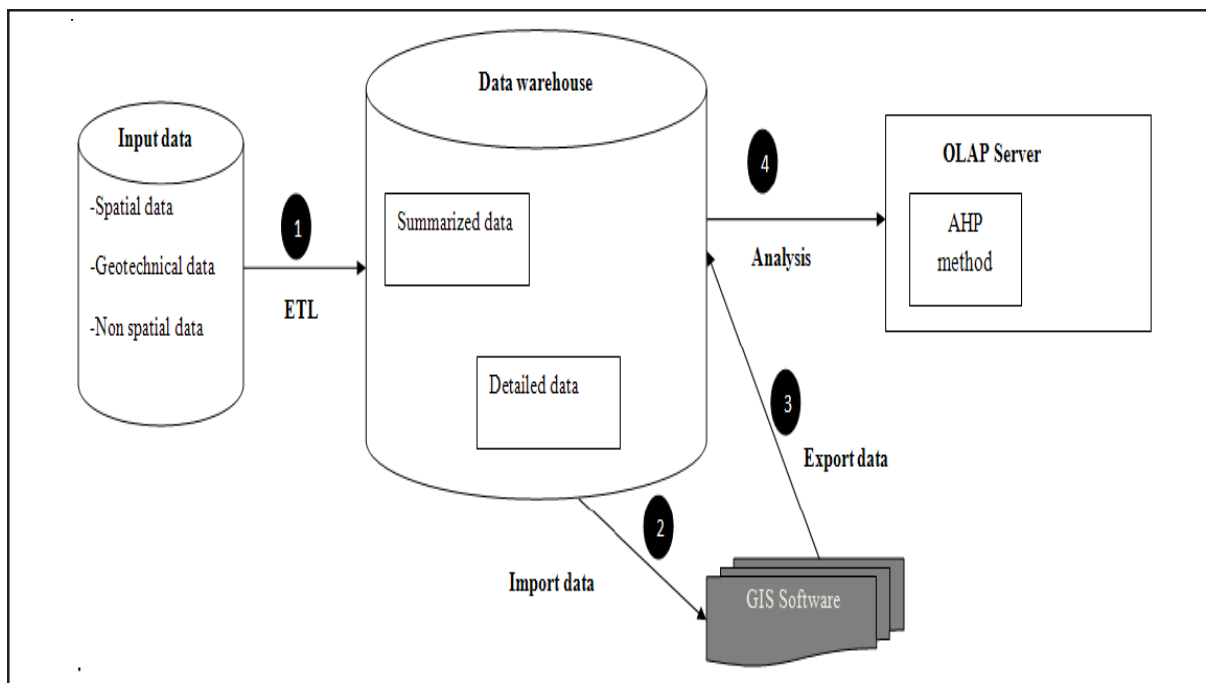 Data warehouse
Input data
-Spatial data
-Geotechnical data
-Non spatial data
1
ETL
Summarized data
Detailed data
4
Analysis
OLAP Server
AHP
method
3
Export data
2
Import data
GIS Software